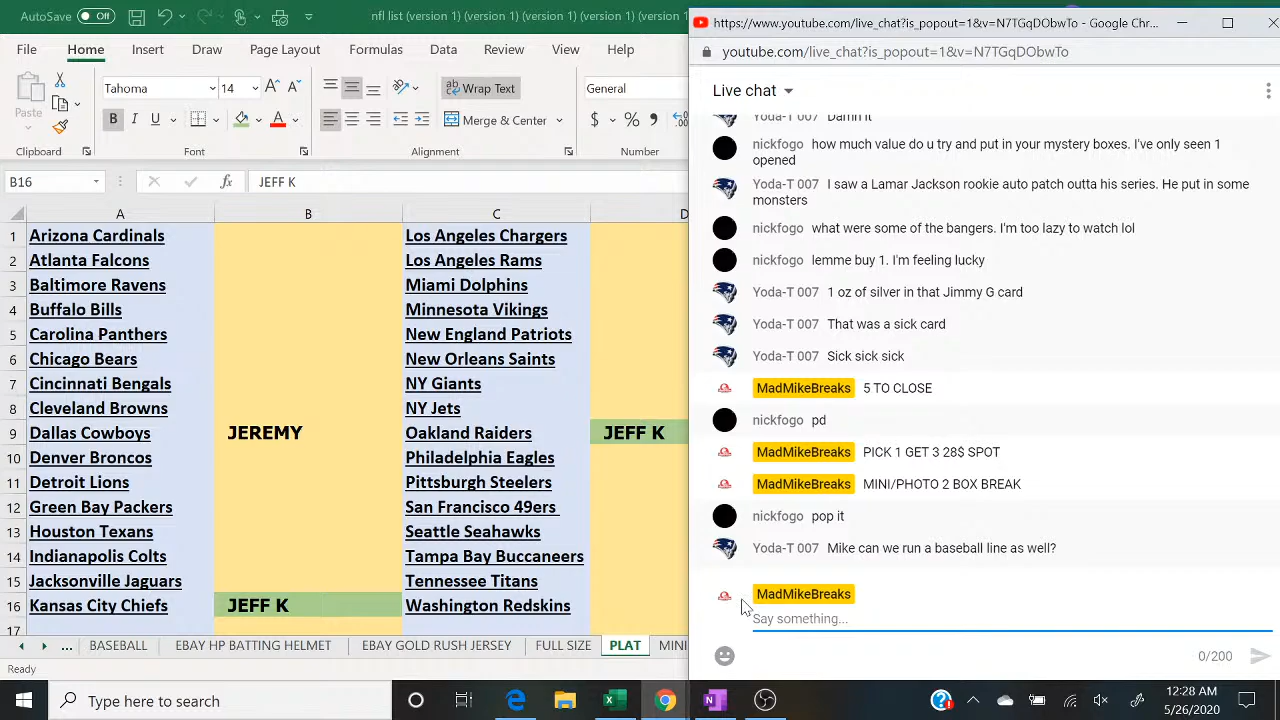 AutoSave Off nfl list (version 1) (version 1) (version 1) (version 1)
https://www.youtube.com/live_chat?is_popout=1&v=N7TGqDObwTo - Google Chr...
File Home Insert Draw Page Layout Formulas Data Review View Help
youtube.com/live_chat?is_popout=1&v=N7TGqDObwTo
Paste
Tahoma 14
Wrap Text
General
B I U
Merge & Center
$ % 9
Clipboard Font Alignment Number
B16 fx JEFF K
A B C D
1 Arizona Cardinals Los Angeles Chargers
2 Atlanta Falcons Los Angeles Rams
3 Baltimore Ravens Miami Dolphins
4 Buffalo Bills Minnesota Vikings
5 Carolina Panthers New England Patriots
6 Chicago Bears New Orleans Saints
7 Cincinnati Bengals NY Giants
8 Cleveland Browns NY Jets
9 Dallas Cowboys JEREMY Oakland Raiders JEFF K
10 Denver Broncos Philadelphia Eagles
11 Detroit Lions Pittsburgh Steelers
12 Green Bay Packers San Francisco 49ers
13 Houston Texans Seattle Seahawks
14 Indianapolis Colts Tampa Bay Buccaneers
15 Jacksonville Jaguars Tennessee Titans
16 Kansas City Chiefs JEFF K Washington Redskins
17
... BASEBALL EBAY HP BATTING HELMET EBAY GOLD RUSH JERSEY FULL SIZE PLAT MINI
Ready
Live chat
Yoda-T 007 Damn it
nickfogo how much value do u try and put in your mystery boxes. I've only seen 1
opened
Yoda-T 007 I saw a Lamar Jackson rookie auto patch outta his series. He put in some
monsters
nickfogo what were some of the bangers. I'm too lazy to watch lol
nickfogo lemme buy 1. I'm feeling lucky
Yoda-T 007 1 oz of silver in that Jimmy G card
Yoda-T 007 That was a sick card
Yoda-T 007 Sick sick sick
MadMikeBreaks 5 TO CLOSE
nickfogo pd
MadMikeBreaks PICK 1 GET 3 28$ SPOT
MadMikeBreaks MINI/PHOTO 2 BOX BREAK
nickfogo pop it
Yoda-T 007 Mike can we run a baseball line as well?
MadMikeBreaks
Say something...
0/200
Type here to search
12:28 AM
5/26/2020